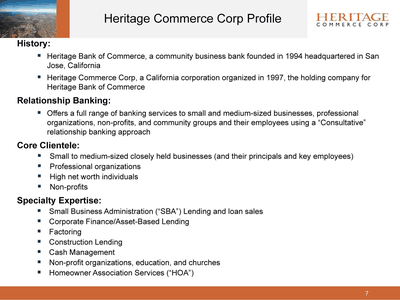 Heritage Commerce Corp Profile
HERITAGE
COMMERCE CORP
History:
▪ Heritage Bank of Commerce, a community business bank founded in 1994 headquartered in San
Jose, California
▪ Heritage Commerce Corp, a California corporation organized in 1997, the holding company for
Heritage Bank of Commerce
Relationship Banking:
▪ Offers a full range of banking services to small and medium-sized businesses, professional
organizations, non-profits, and community groups and their employees using a “Consultative”
relationship banking approach
Core Clientele:
▪ Small to medium-sized closely held businesses (and their principals and key employees)
▪ Professional organizations
▪ High net worth individuals
▪ Non-profits
Specialty Expertise:
▪ Small Business Administration (“SBA”) Lending and loan sales
▪ Corporate Finance/Asset-Based Lending
▪ Factoring
▪ Construction Lending
▪ Cash Management
▪ Non-profit organizations, education, and churches
▪ Homeowner Association Services (“HOA”)
7